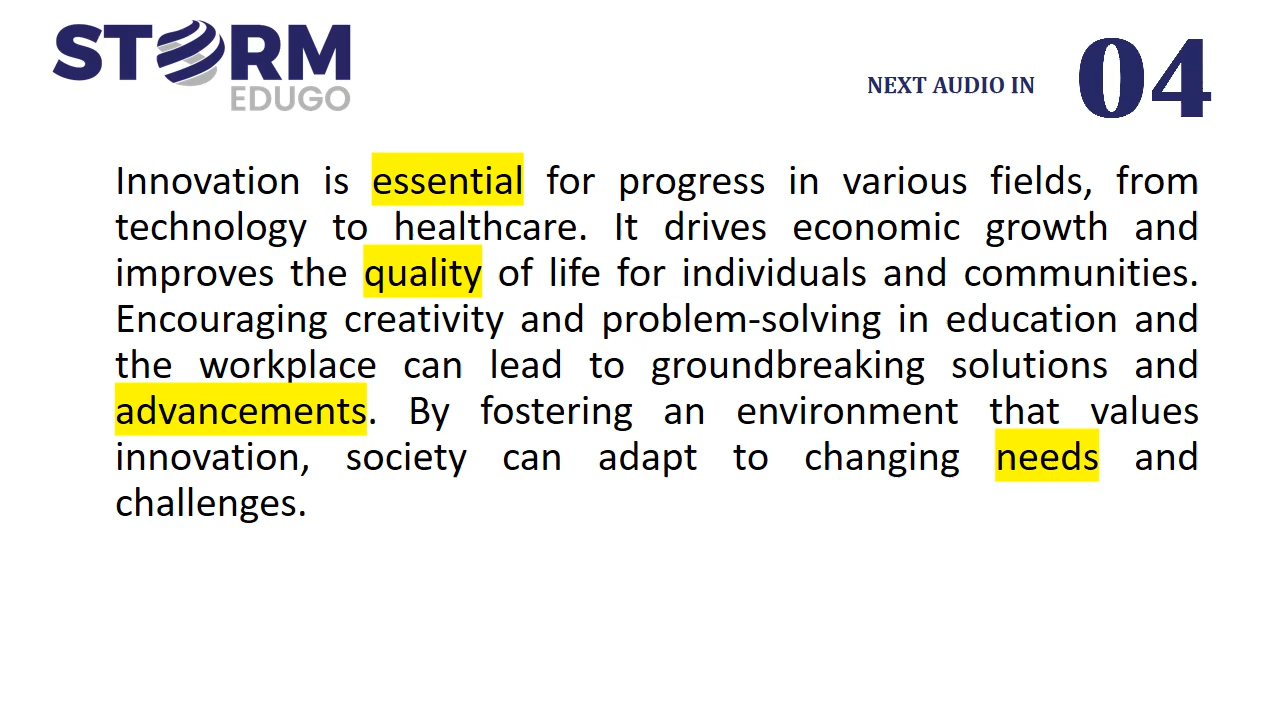 STORM
EDUGO
NEXT AUDIO IN 04
Innovation is essential for progress in various fields, from
technology to healthcare. It drives economic growth and
improves the quality of life for individuals and communities.
Encouraging creativity and problem-solving in education and
the workplace can lead to groundbreaking solutions and
advancements. By fostering an environment that values
innovation, society can adapt to changing needs and
challenges.